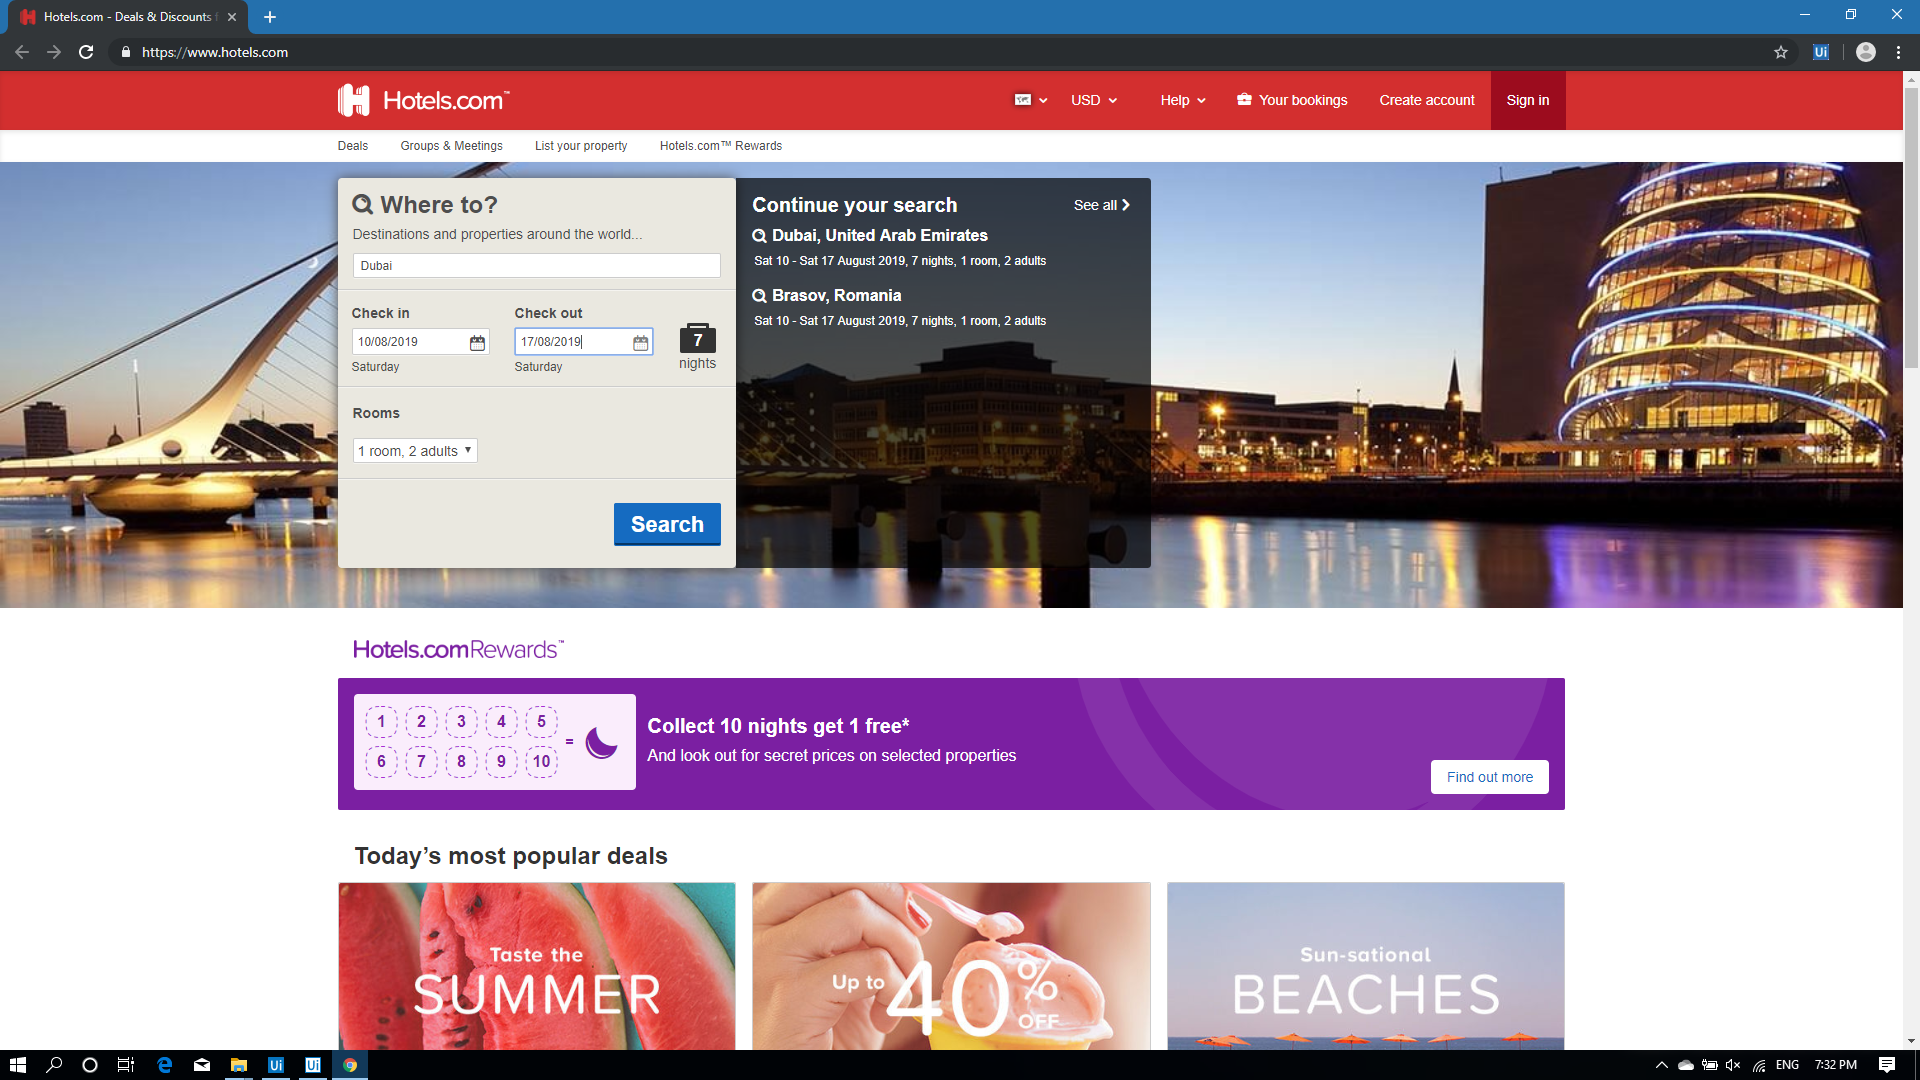 Hotels.com - Deals & Discounts f
https://www.hotels.com
Ui
Hotels.com™
USD
Help
Your bookings
Create account
Sign in
Deals
Groups & Meetings
List your property
Hotels.com™ Rewards
Where to?
Destinations and properties around the world...
Dubai
Check in
Check out
10/08/2019
17/08/2019
7
nights
Saturday
Saturday
Rooms
1 room, 2 adults
Search
Continue your search
See all
Dubai, United Arab Emirates
Sat 10 - Sat 17 August 2019, 7 nights, 1 room, 2 adults
Brasov, Romania
Sat 10 - Sat 17 August 2019, 7 nights, 1 room, 2 adults
Hotels.com Rewards™
1 2 3 4 5
6 7 8 9 10
=
Collect 10 nights get 1 free*
And look out for secret prices on selected properties
Find out more
Today’s most popular deals
Taste the
SUMMER
Up to 40% OFF
Sun-sational
BEACHES
Ui
Ui
ENG
7:32 PM